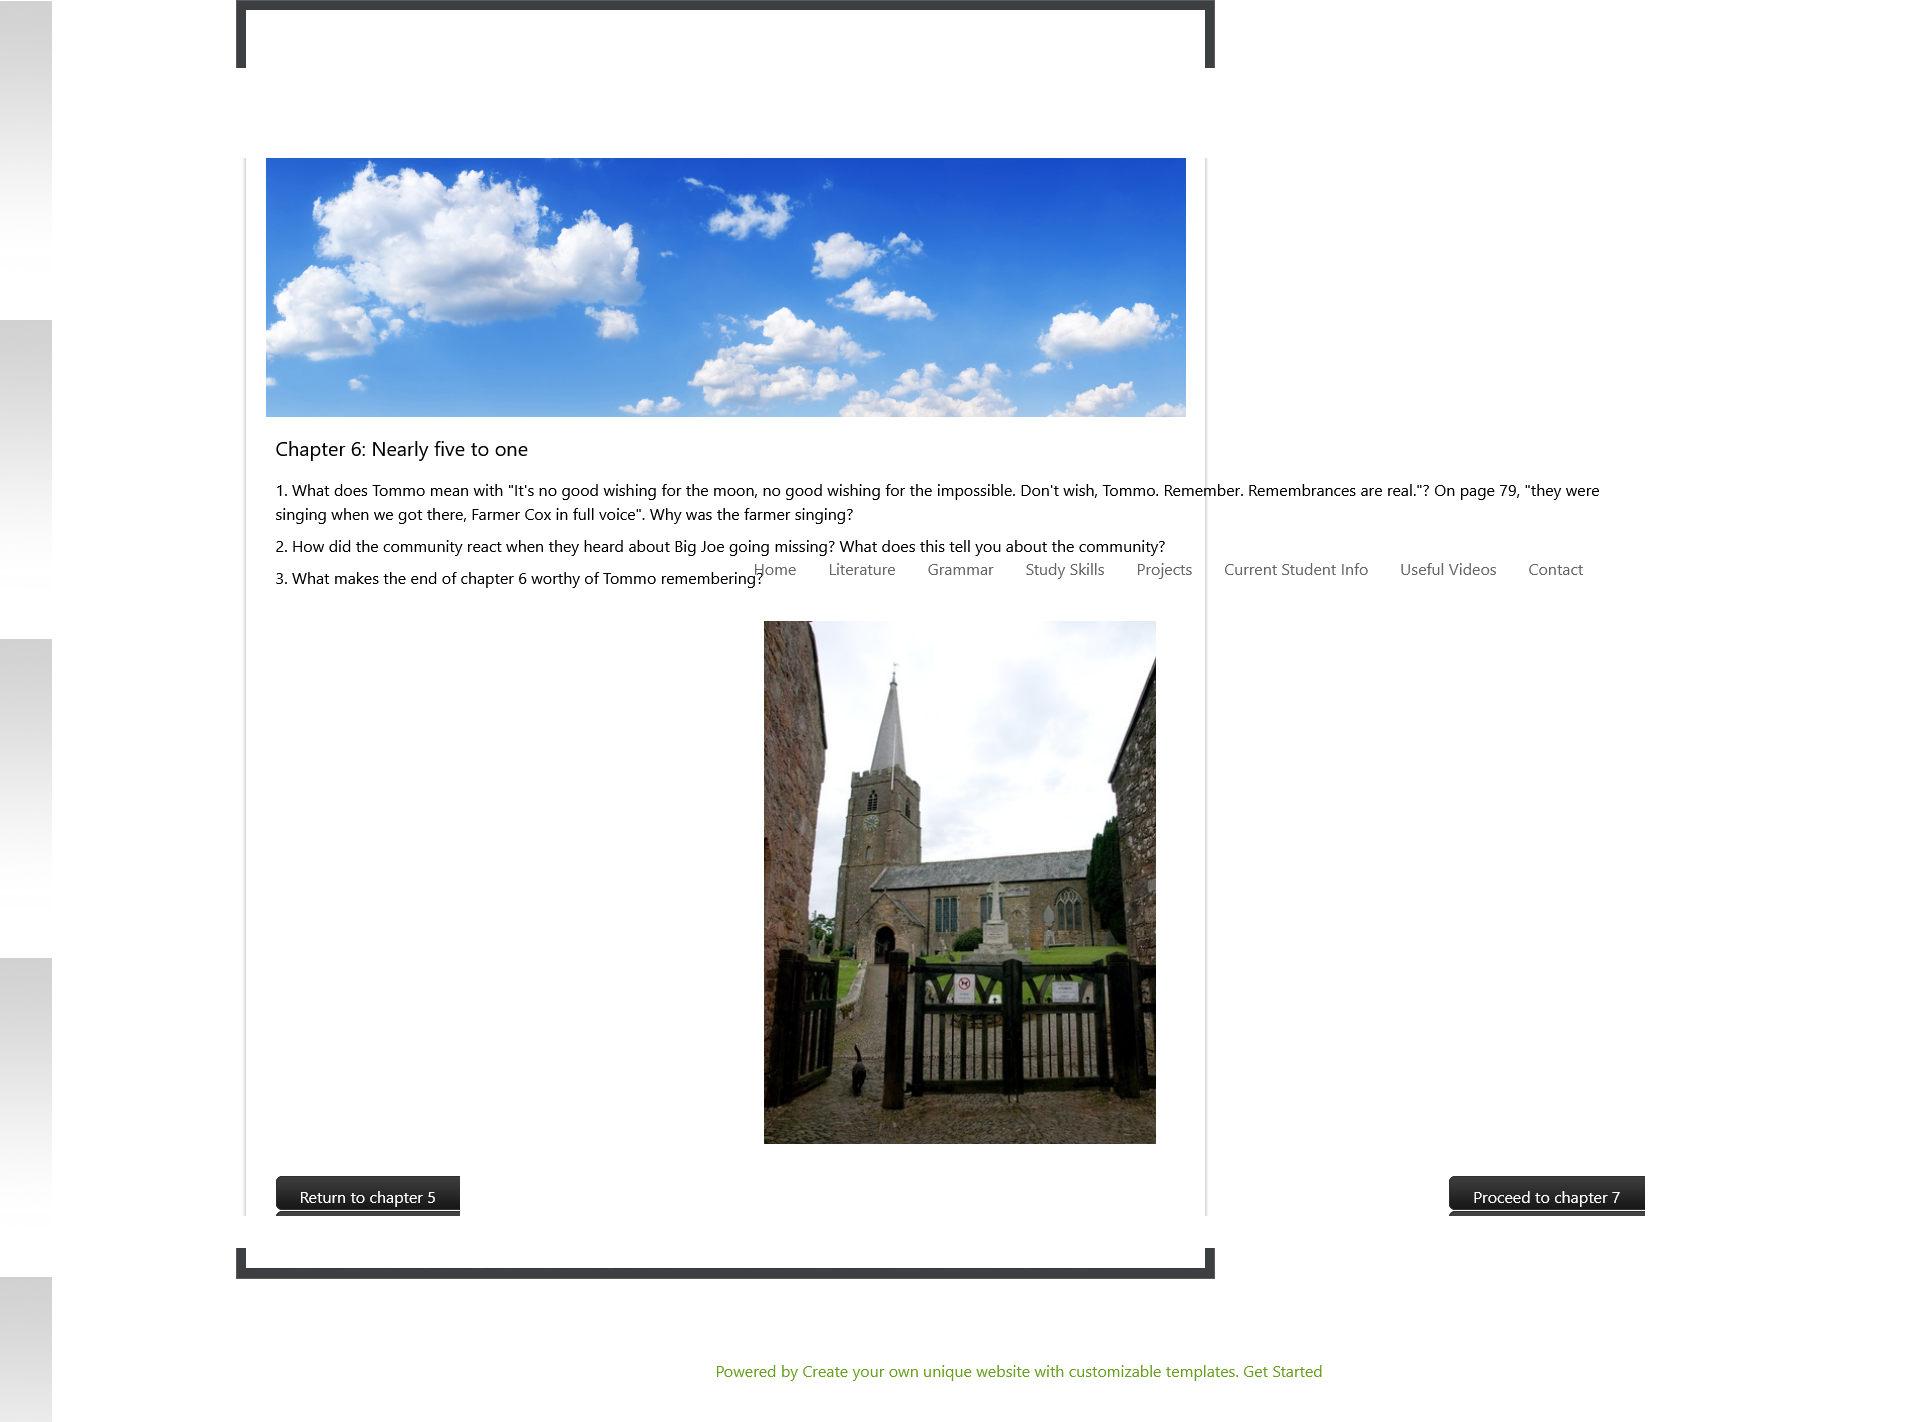 Chapter 6: Nearly five to one
1. What does Tommo mean with "It's no good wishing for the moon, no good wishing for the impossible. Don't wish, Tommo. Remember. Remembrances are real."? On page 79, "they were
singing when we got there, Farmer Cox in full voice". Why was the farmer singing?
2. How did the community react when they heard about Big Joe going missing? What does this tell you about the community?
3. What makes the end of chapter 6 worthy of Tommo remembering?
Home Literature Grammar Study Skills Projects Current Student Info Useful Videos Contact
Return to chapter 5
Proceed to chapter 7
Powered by Create your own unique website with customizable templates. Get Started